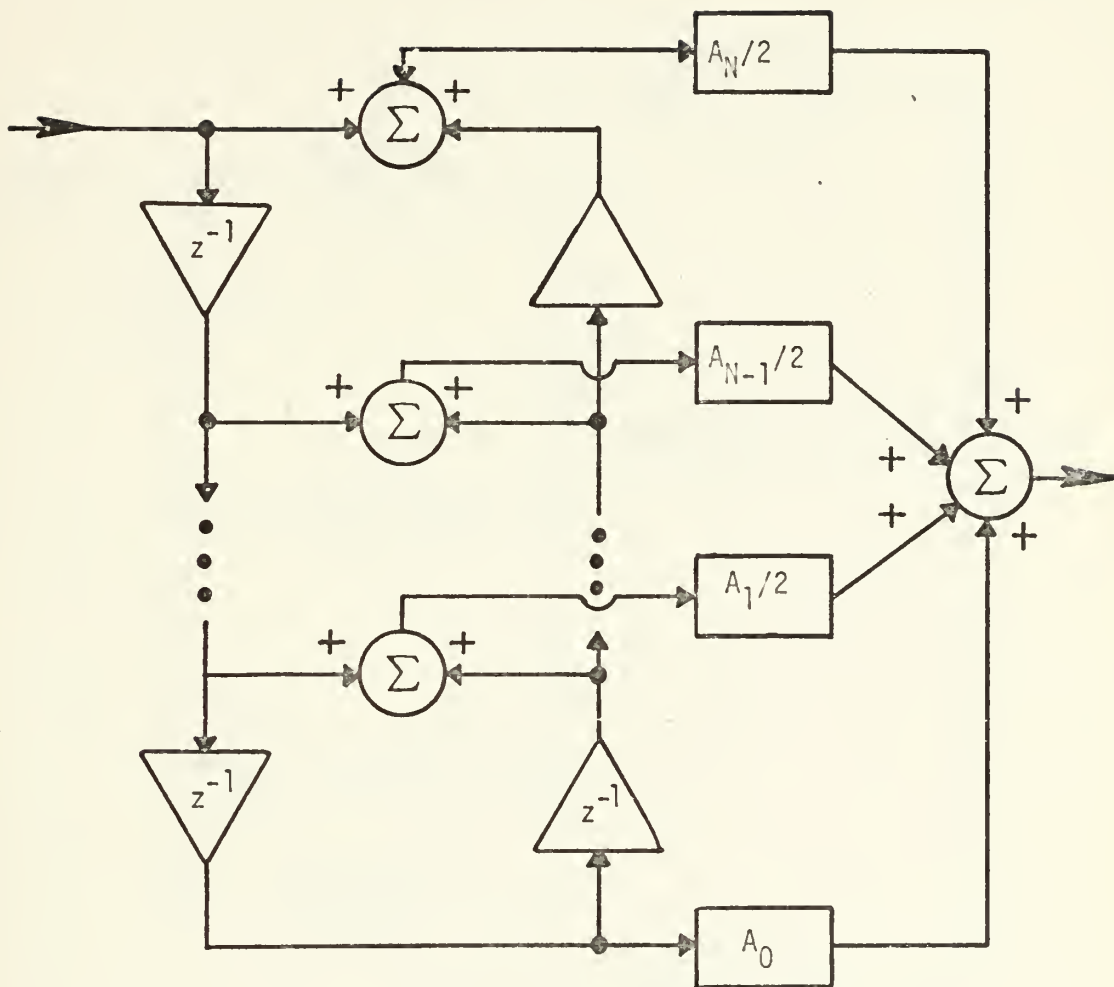 A_N/2
+ +
Σ
z⁻¹
A_{N-1}/2
+ +
Σ
+
+
Σ
+
+
A_1/2
+ +
Σ
z⁻¹
z⁻¹
A_0